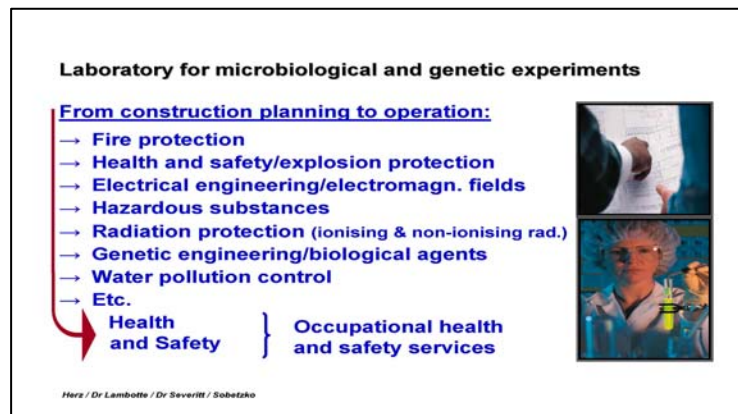 Laboratory for microbiological and genetic experiments
From construction planning to operation:
→ Fire protection
→ Health and safety/explosion protection
→ Electrical engineering/electromagn. fields
→ Hazardous substances
→ Radiation protection (ionising & non-ionising rad.)
→ Genetic engineering/biological agents
→ Water pollution control
→ Etc.
Health
and Safety
} Occupational health
and safety services
Herz / Dr Lambotte / Dr Severitt / Sobetzko